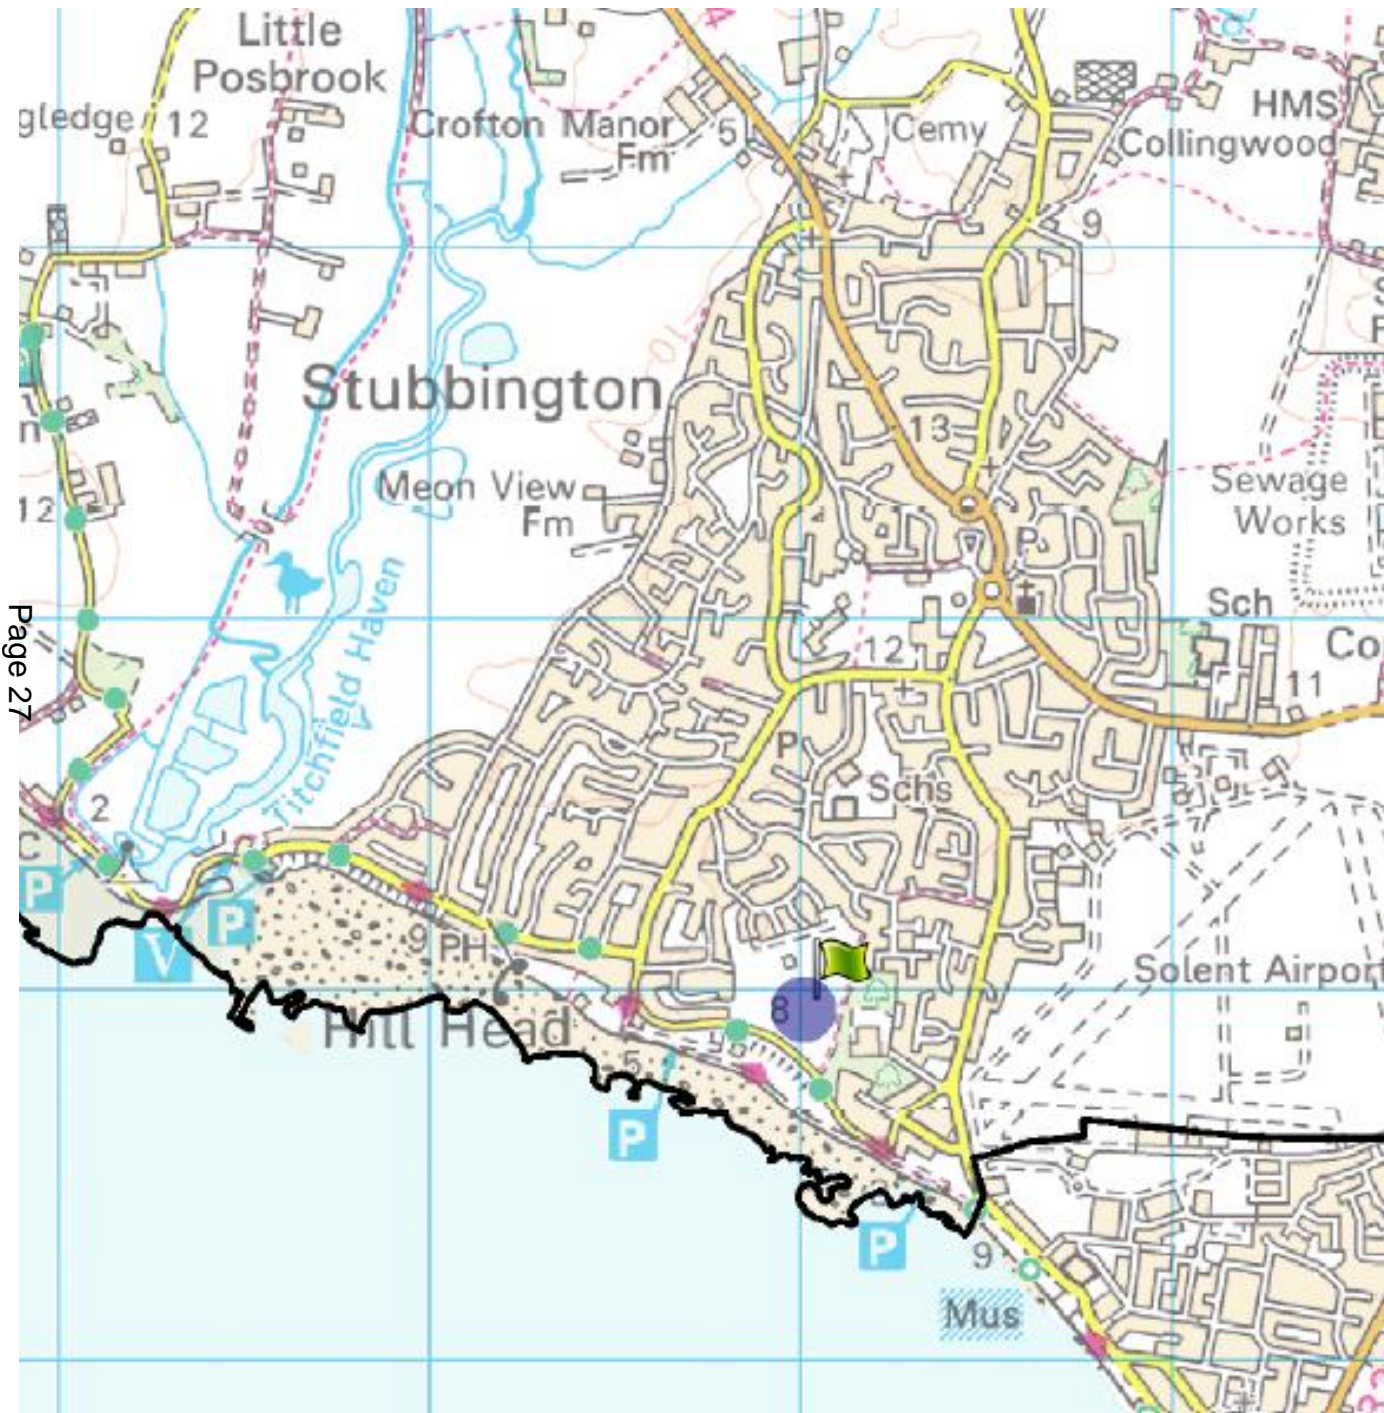 Little
Posbrook
gledge
12
Crofton Manor
Fm
5
Cemy
HMS
Collingwood
9
Stubbington
13
Meon View
Fm
12
Sewage
Works
P
Page 27
Titchfield Haven
Sch
Co
12
11
P
Schs
2
C
P
P
V
9
PH
8
Solent Airport
Hill Head
5
P
P
9
Mus